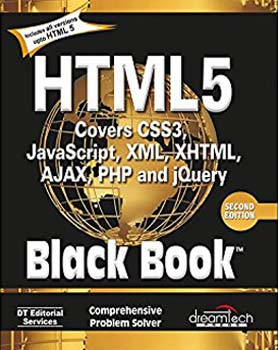 Includes all versions
upto HTML 5
HTML5
Covers CSS3,
JavaScript, XML, XHTML,
AJAX, PHP and jQuery
SECOND
EDITION
Black Book™
DT Editorial
Services
Comprehensive
Problem Solver
dreamtech
PRESS